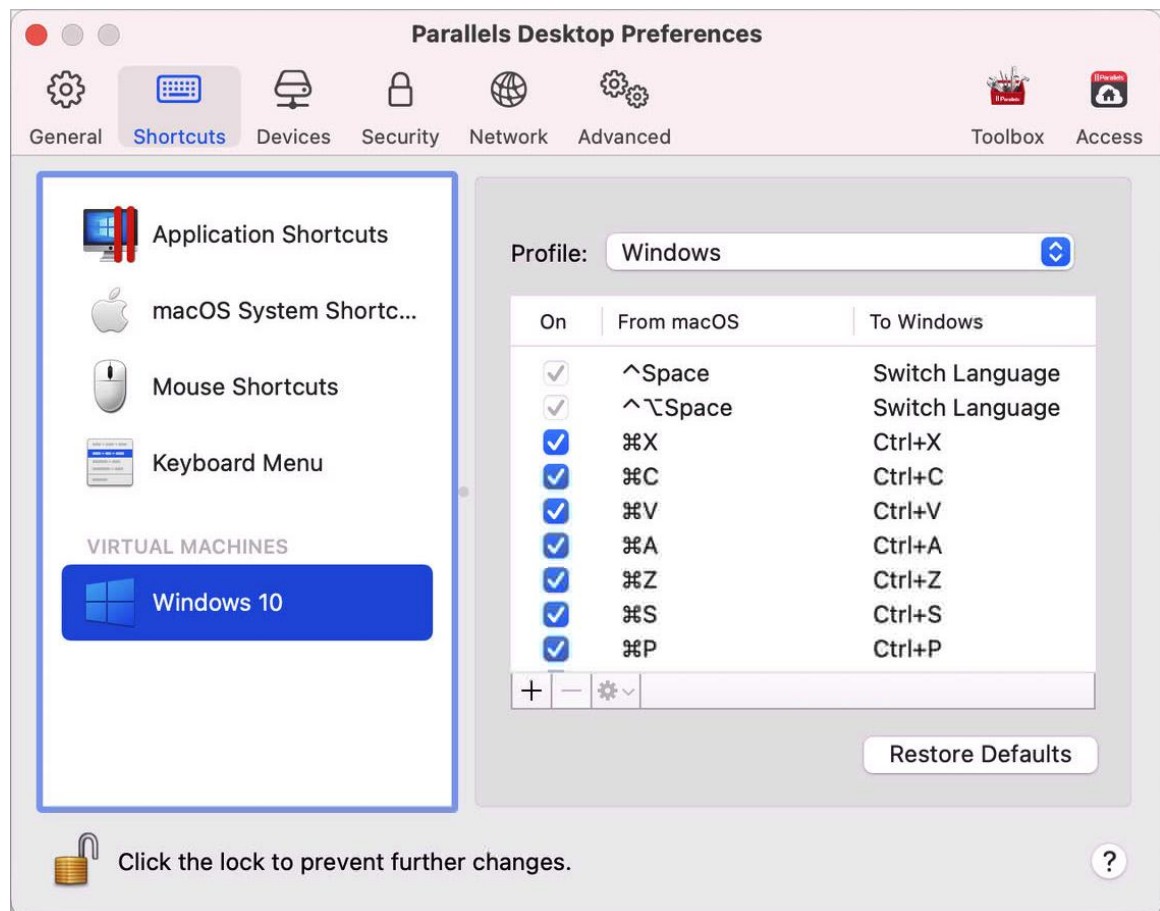 Parallels Desktop Preferences
General Shortcuts Devices Security Network Advanced Toolbox Access
Application Shortcuts
macOS System Shortc...
Mouse Shortcuts
Keyboard Menu
VIRTUAL MACHINES
Windows 10
Profile: Windows
On From macOS To Windows
^Space Switch Language
^⌥Space Switch Language
⌘X Ctrl+X
⌘C Ctrl+C
⌘V Ctrl+V
⌘A Ctrl+A
⌘Z Ctrl+Z
⌘S Ctrl+S
⌘P Ctrl+P
Restore Defaults
Click the lock to prevent further changes.
?